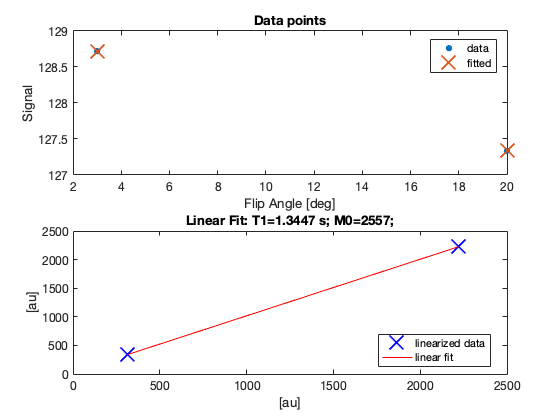 Data points
129
128.5
128
127.5
127
Signal
data
fitted
2 4 6 8 10 12 14 16 18 20
Flip Angle [deg]
Linear Fit: T1=1.3447 s; M0=2557;
2500
2000
1500
1000
500
0
[au]
linearized data
linear fit
0 500 1000 1500 2000 2500
[au]